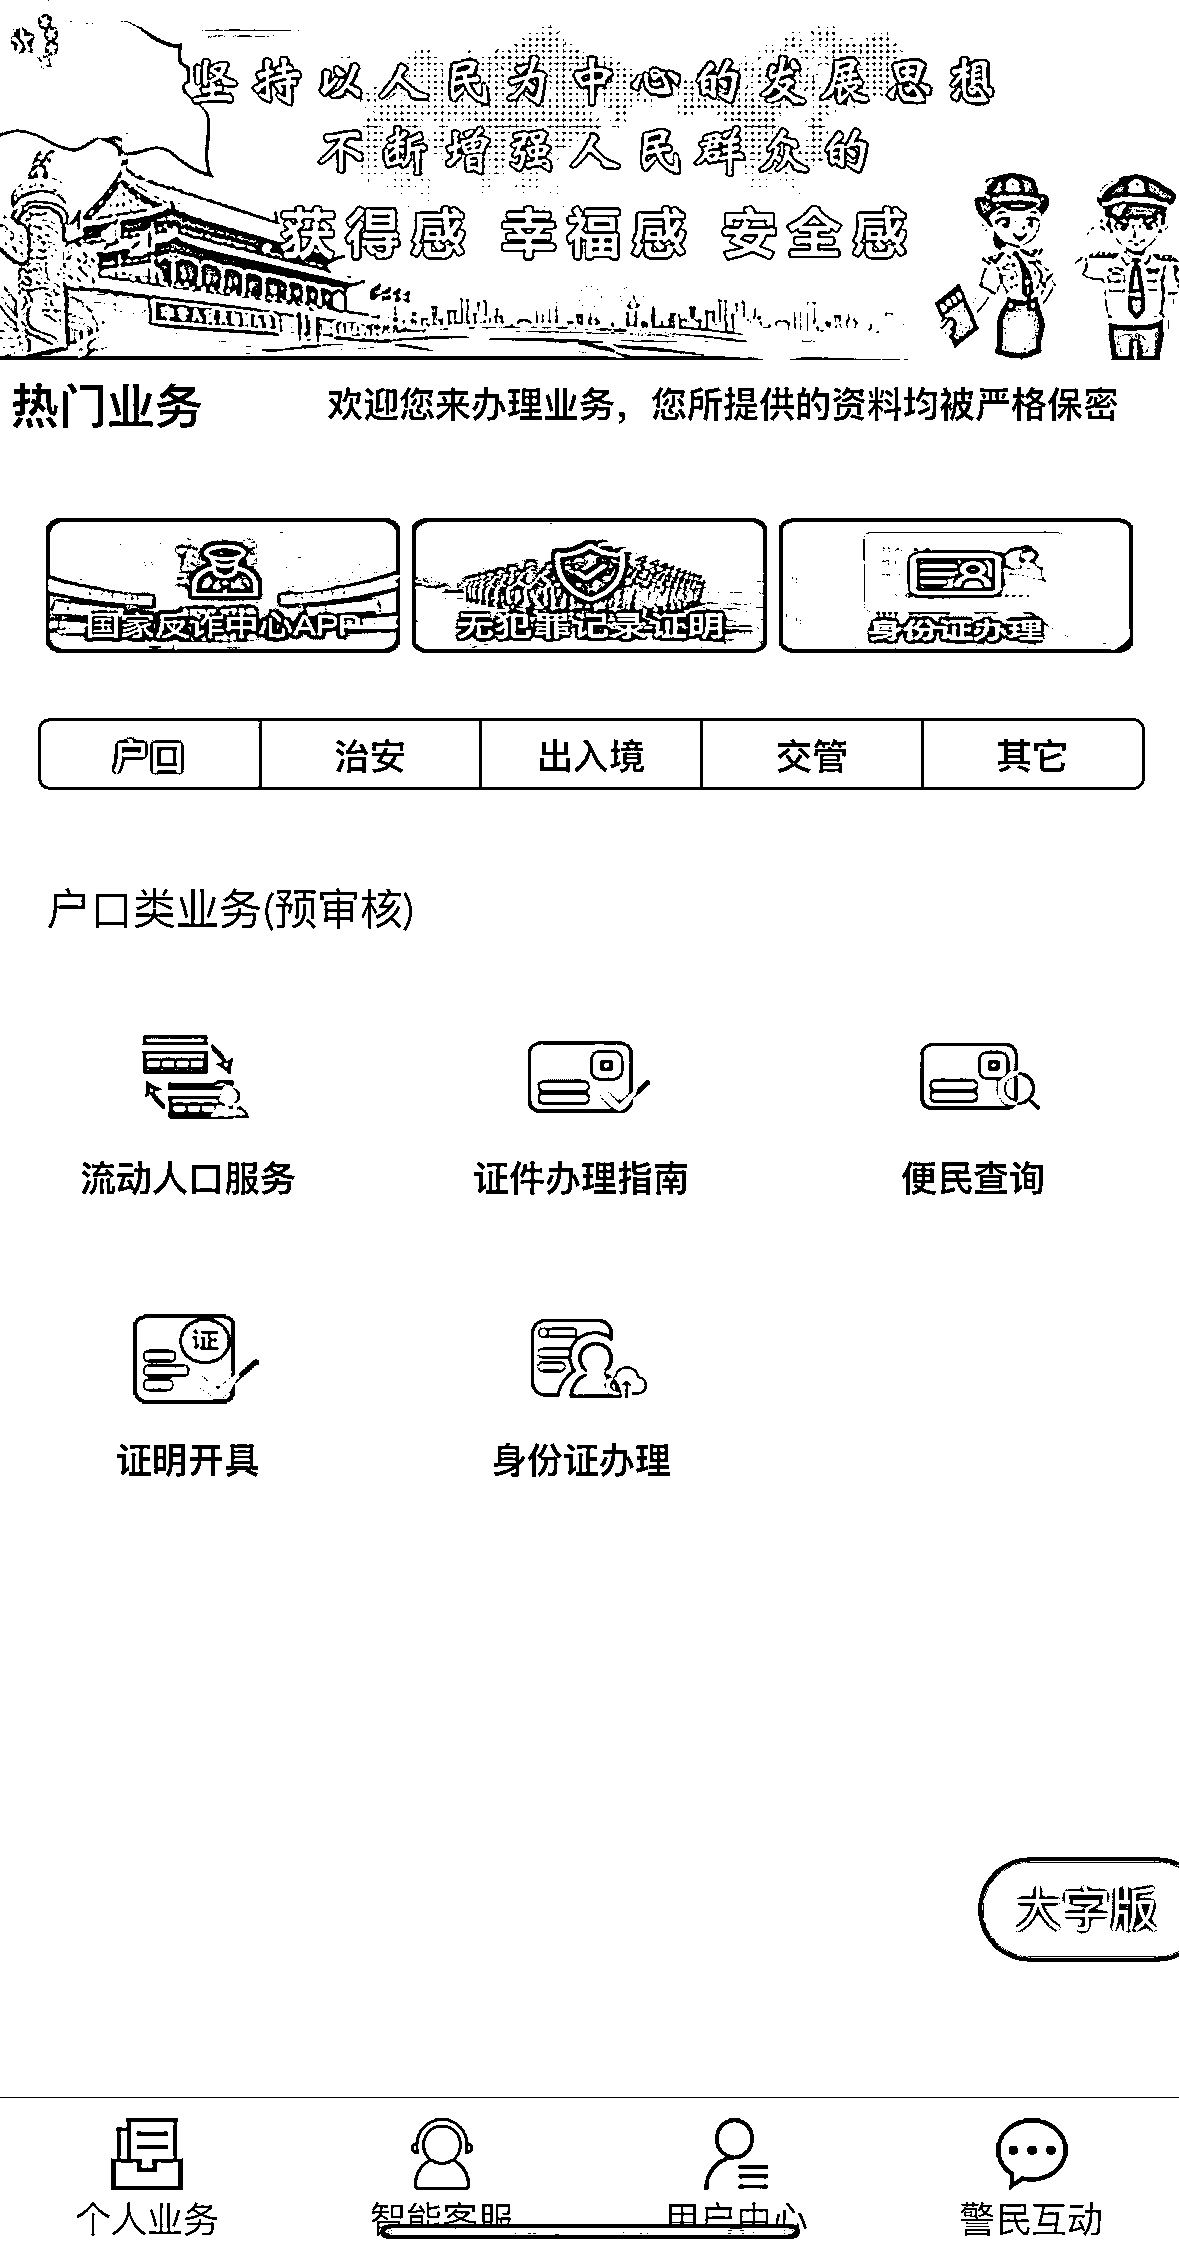 坚持以人民为中心的发展思想
不断增强人民群众的
获得感 幸福感 安全感
热门业务
欢迎您来办理业务，您所提供的资料均被严格保密
国家反诈中心APP
无犯罪记录证明
身份证办理
户口
治安
出入境
交管
其它
户口类业务(预审核)
流动人口服务
证件办理指南
便民查询
证
证明开具
身份证办理
大字版
个人业务
智能客服
用户中心
警民互动